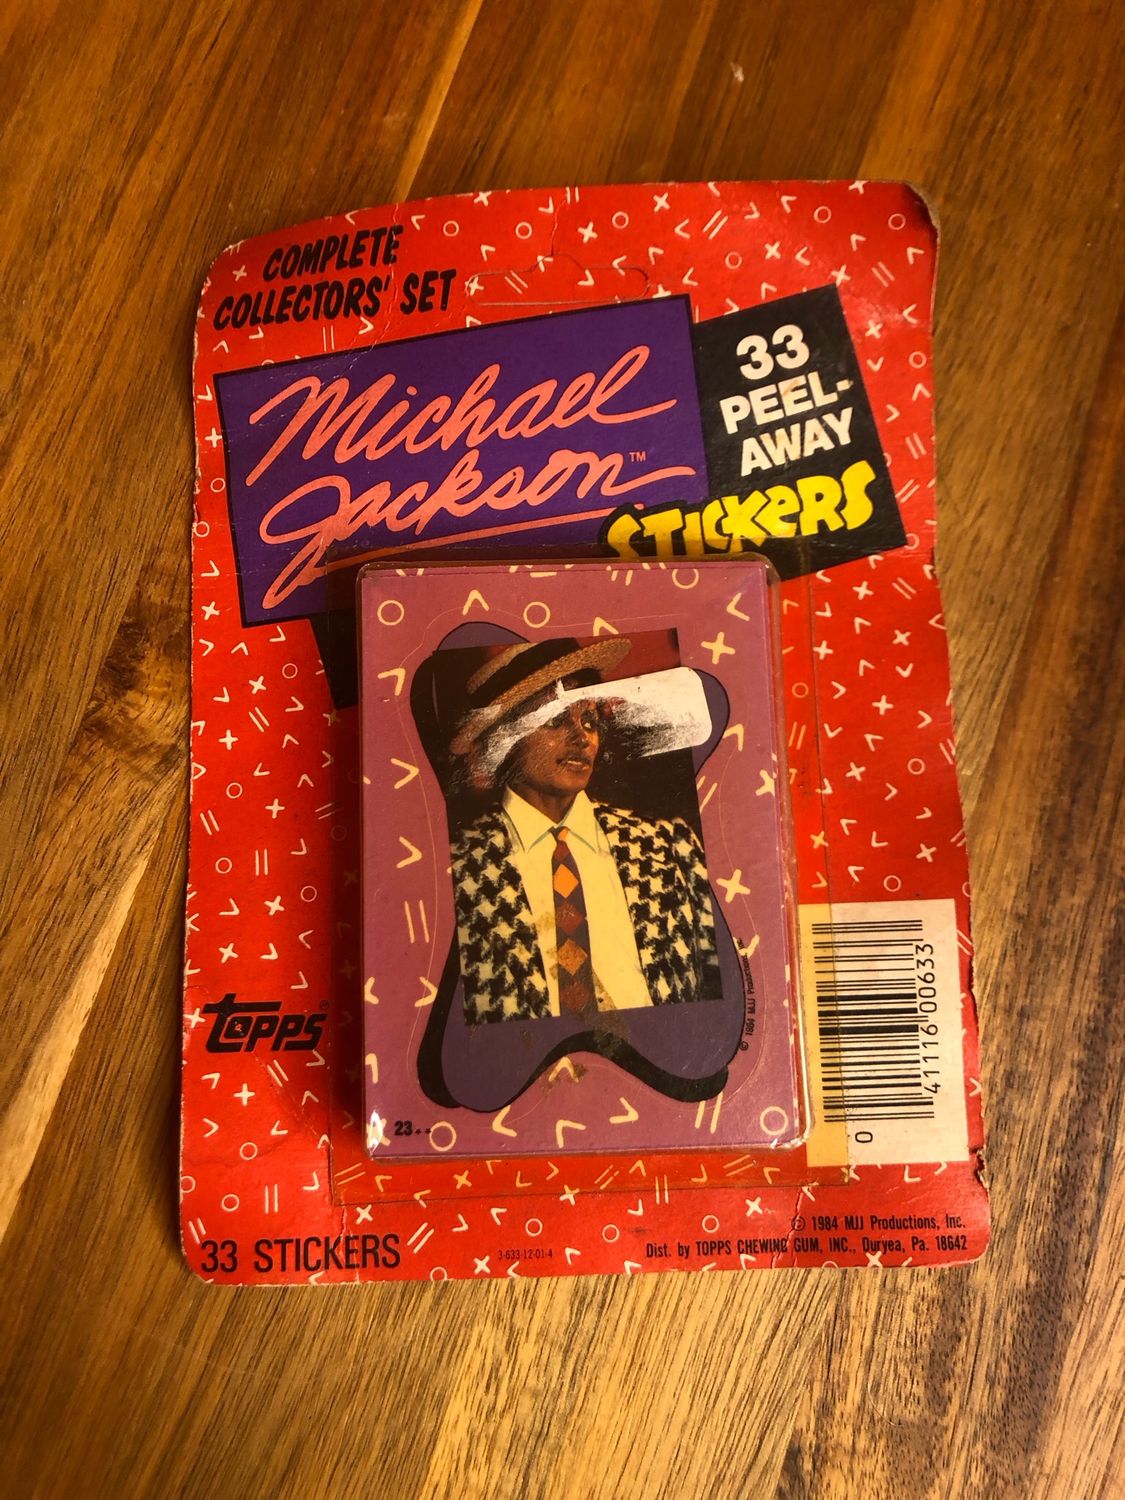 COMPLETE
COLLECTORS' SET
Michael
Jackson™
33
PEEL-
AWAY
STICKERS
© 1984 MJJ Productions, Inc.
23**
TOPPS®
0 41116 00633
33 STICKERS
3-633-12-01-4
© 1984 MJJ Productions, Inc.
Dist. by TOPPS CHEWING GUM, INC., Duryea, Pa. 18642